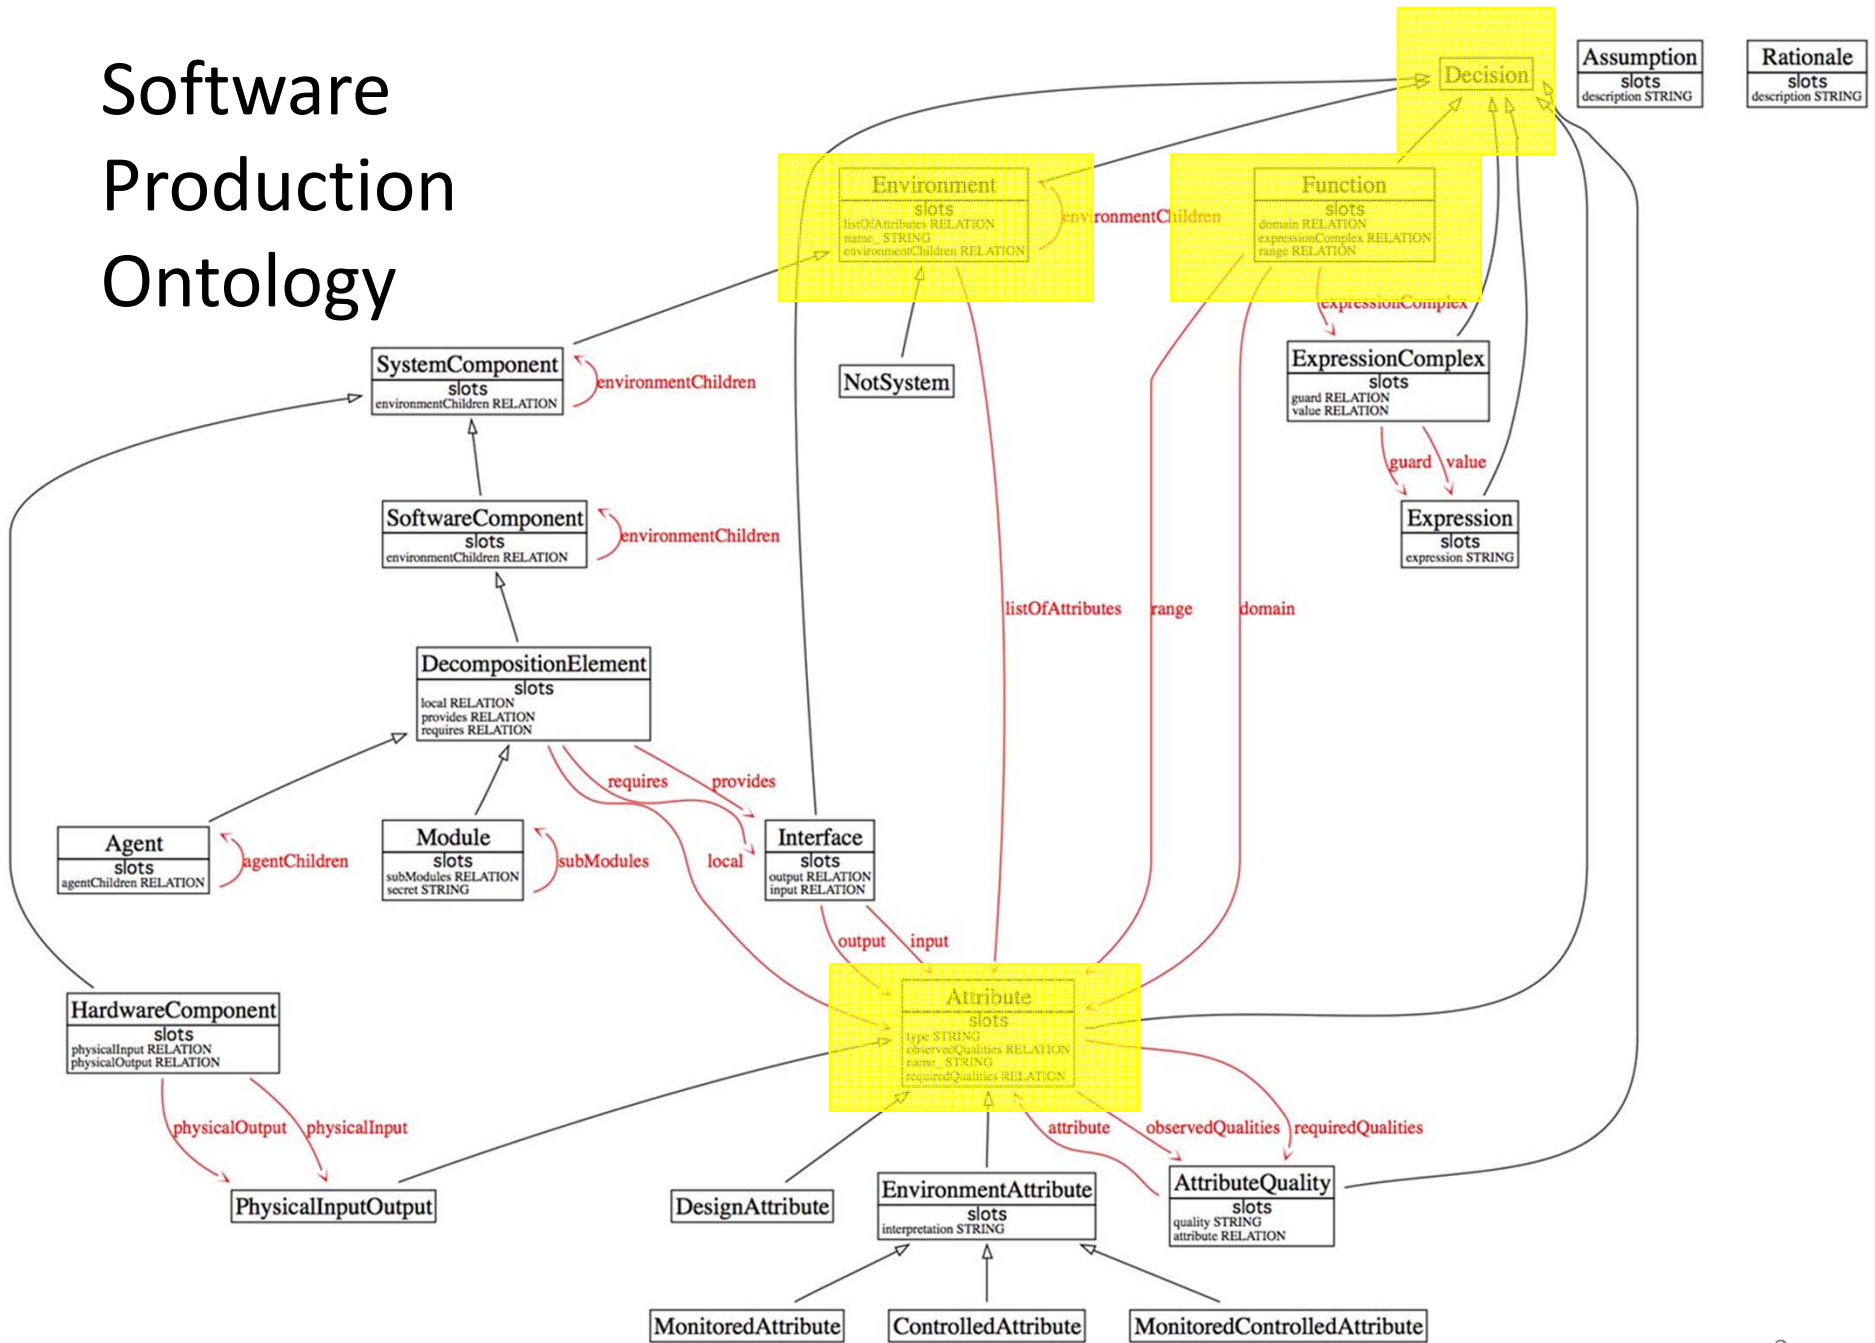 Software
Production
Ontology
Decision
Assumption
slots
description STRING
Rationale
slots
description STRING
Environment
slots
listOfAttributes RELATION
name_ STRING
environmentChildren RELATION
environmentChildren
Function
slots
domain RELATION
expressionComplex RELATION
range RELATION
expressionComplex
SystemComponent
slots
environmentChildren RELATION
environmentChildren
NotSystem
ExpressionComplex
slots
guard RELATION
value RELATION
guard
value
SoftwareComponent
slots
environmentChildren RELATION
environmentChildren
Expression
slots
expression STRING
listOfAttributes
range
domain
DecompositionElement
slots
local RELATION
provides RELATION
requires RELATION
requires
provides
Agent
slots
agentChildren RELATION
agentChildren
Module
slots
subModules RELATION
secret STRING
subModules
local
Interface
slots
output RELATION
input RELATION
output
input
HardwareComponent
slots
physicalInput RELATION
physicalOutput RELATION
Attribute
slots
type STRING
observedQualities RELATION
name_ STRING
requiredQualities RELATION
physicalOutput
physicalInput
attribute
observedQualities
requiredQualities
PhysicalInputOutput
DesignAttribute
EnvironmentAttribute
slots
interpretation STRING
AttributeQuality
slots
quality STRING
attribute RELATION
MonitoredAttribute
ControlledAttribute
MonitoredControlledAttribute